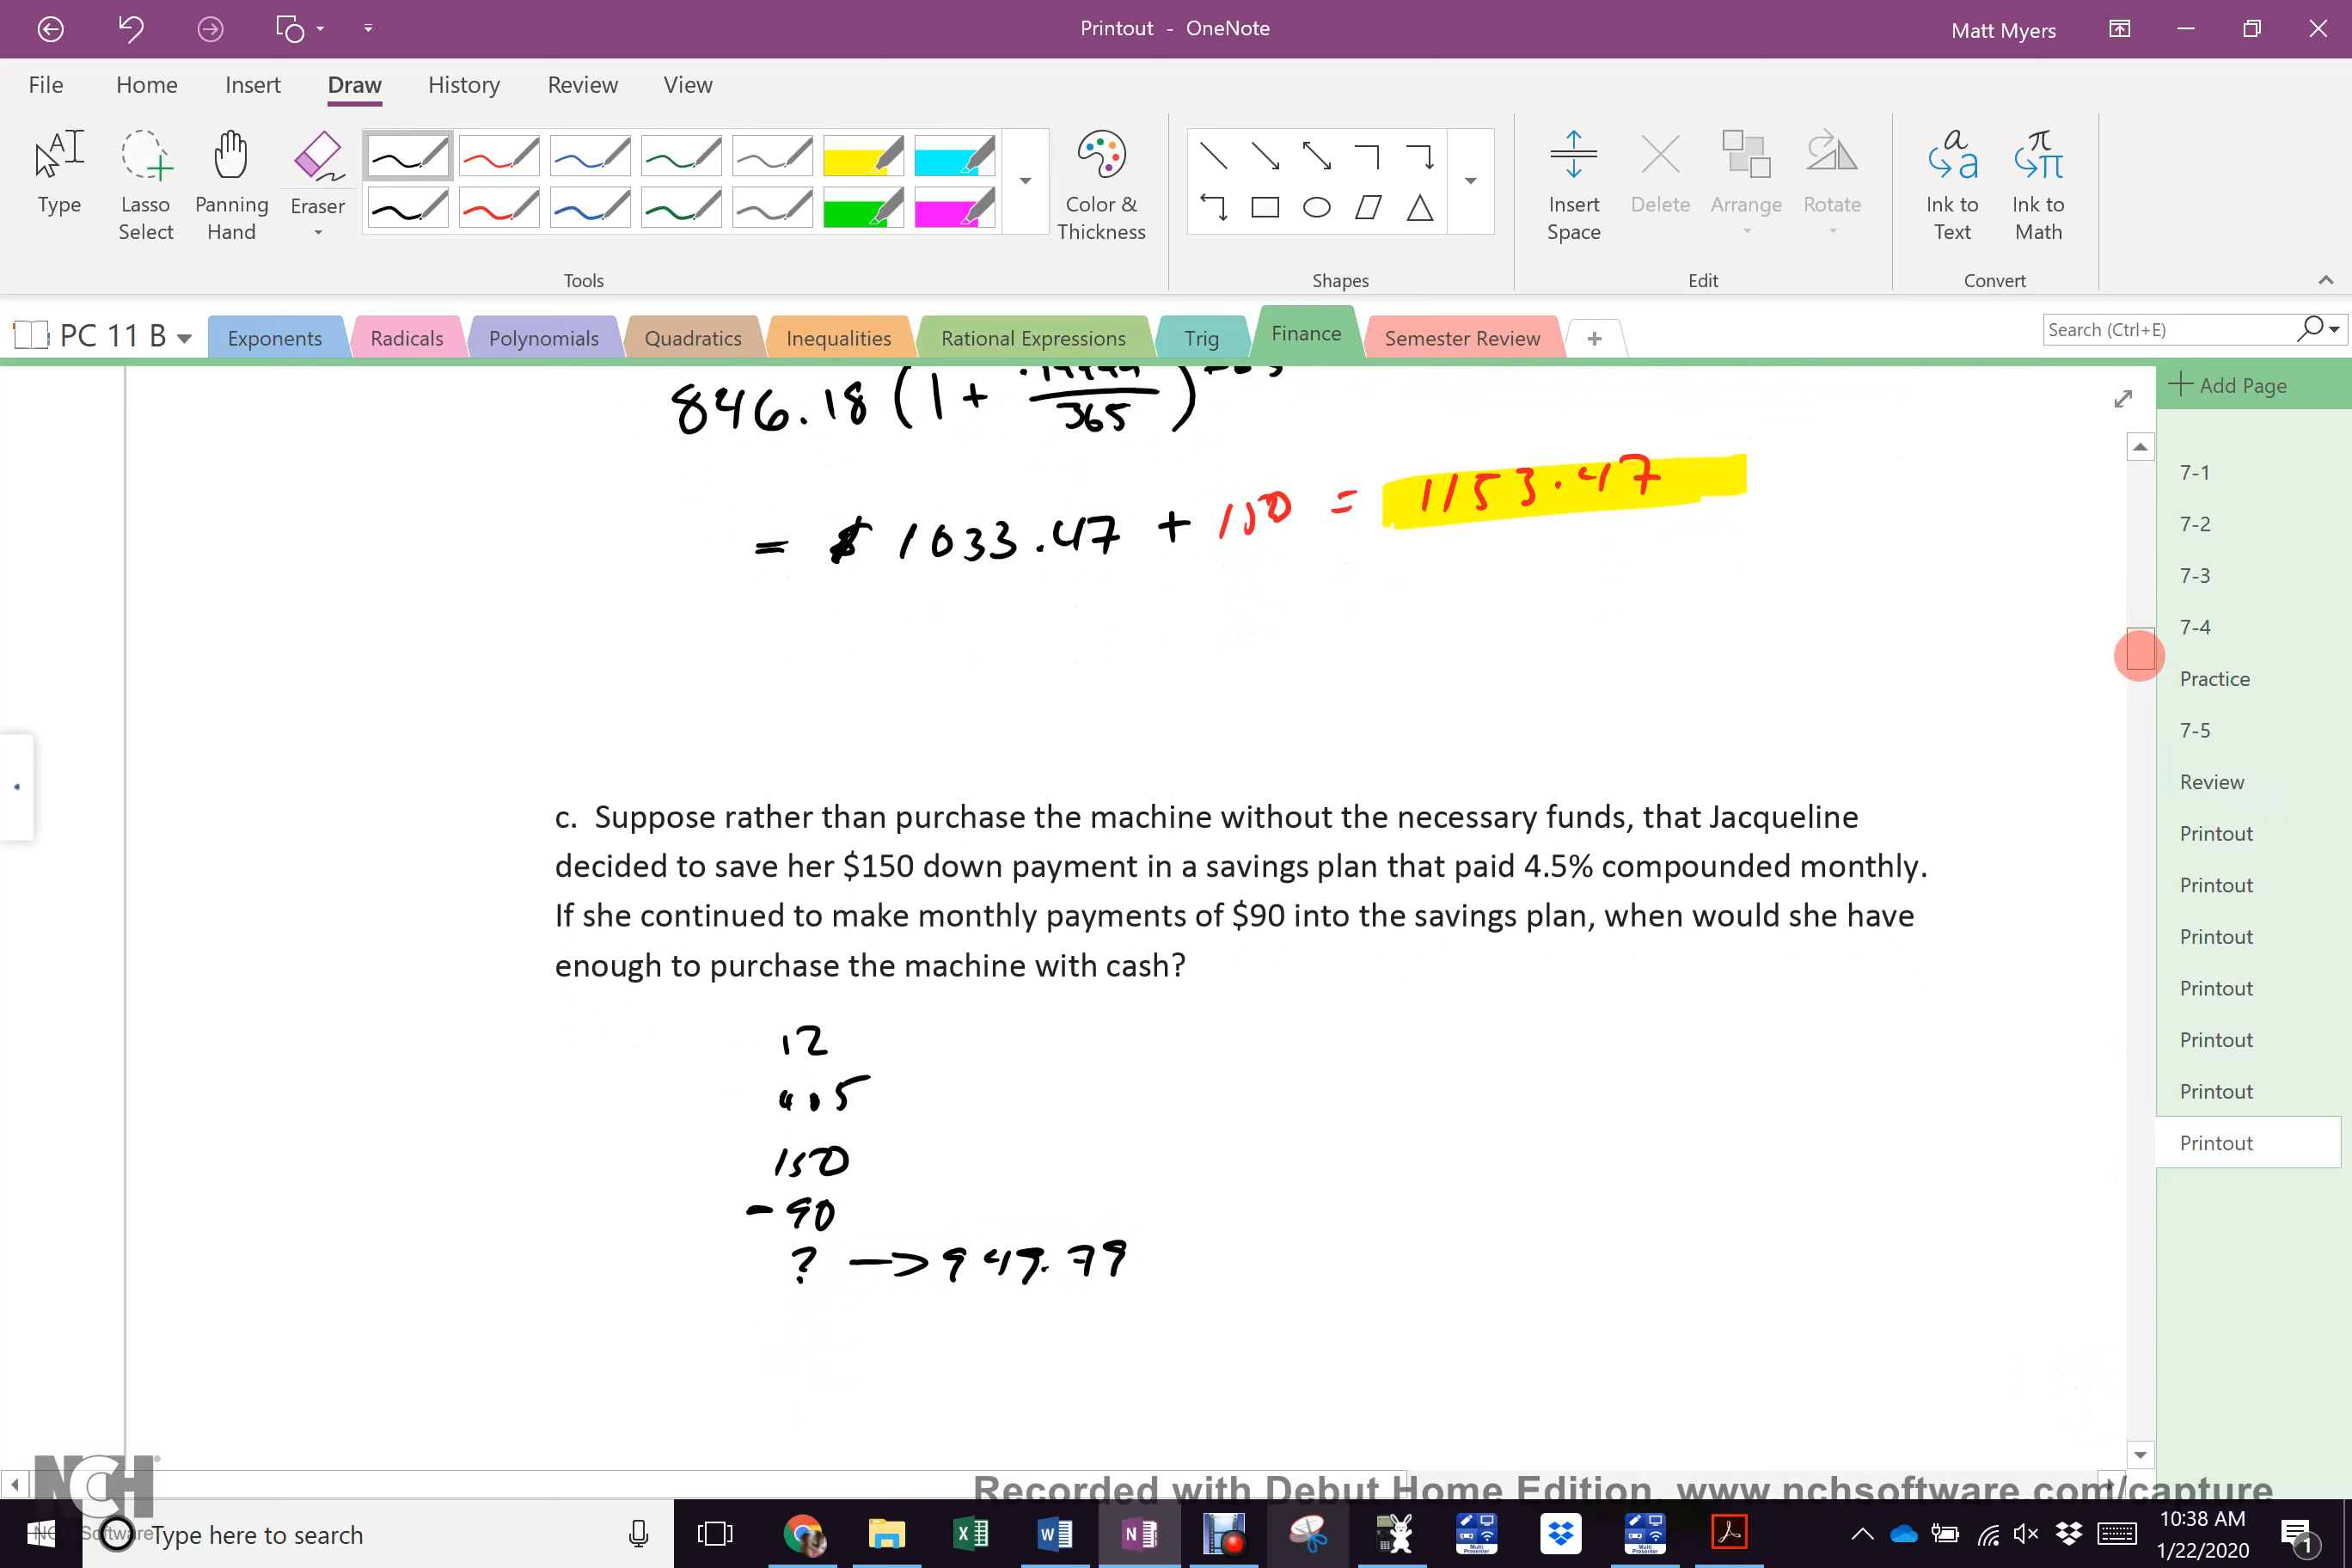 Printout - OneNote
Matt Myers
File Home Insert Draw History Review View
Type
Lasso Select
Panning Hand
Eraser
Color & Thickness
Insert Space
Delete
Arrange
Rotate
a a Ink to Text
π π Ink to Math
Tools
Shapes
Edit
Convert
PC 11 B Exponents Radicals Polynomials Quadratics Inequalities Rational Expressions Trig Finance Semester Review +
Search (Ctrl+E)
Add Page
7-1
7-2
7-3
7-4
Practice
7-5
Review
Printout
Printout
Printout
Printout
Printout
Printout
Printout
846.18 (1 + 365 )
= $ 1033.47 + 150 = 1153.47
c. Suppose rather than purchase the machine without the necessary funds, that Jacqueline
decided to save her $150 down payment in a savings plan that paid 4.5% compounded monthly.
If she continued to make monthly payments of $90 into the savings plan, when would she have
enough to purchase the machine with cash?
12
4.5
150
-90
? → 949.79
NCH®
NCH Software
Recorded with Debut Home Edition. www.nchsoftware.com/capture
Type here to search
10:38 AM
1/22/2020
1